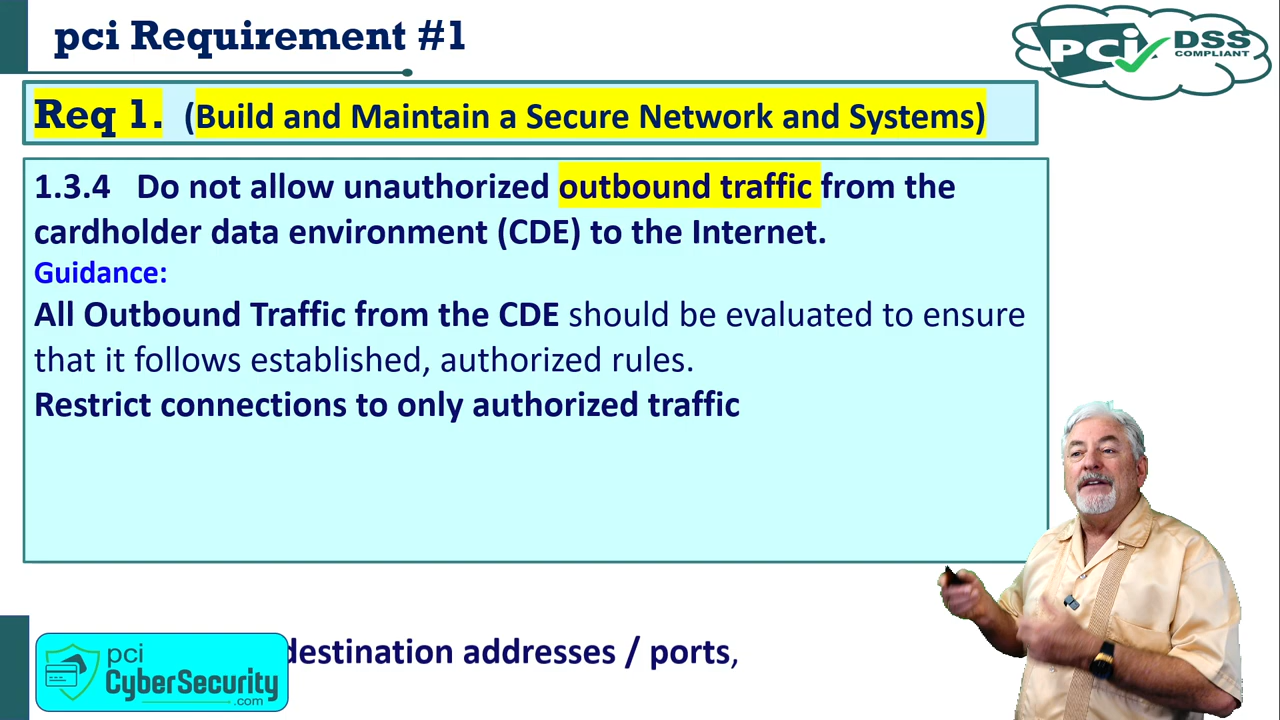 pci Requirement #1
PCI DSS
COMPLIANT
Req 1. (Build and Maintain a Secure Network and Systems)
1.3.4 Do not allow unauthorized outbound traffic from the
cardholder data environment (CDE) to the Internet.
Guidance:
All Outbound Traffic from the CDE should be evaluated to ensure
that it follows established, authorized rules.
Restrict connections to only authorized traffic
destination addresses / ports,
pci
CyberSecurity
.com